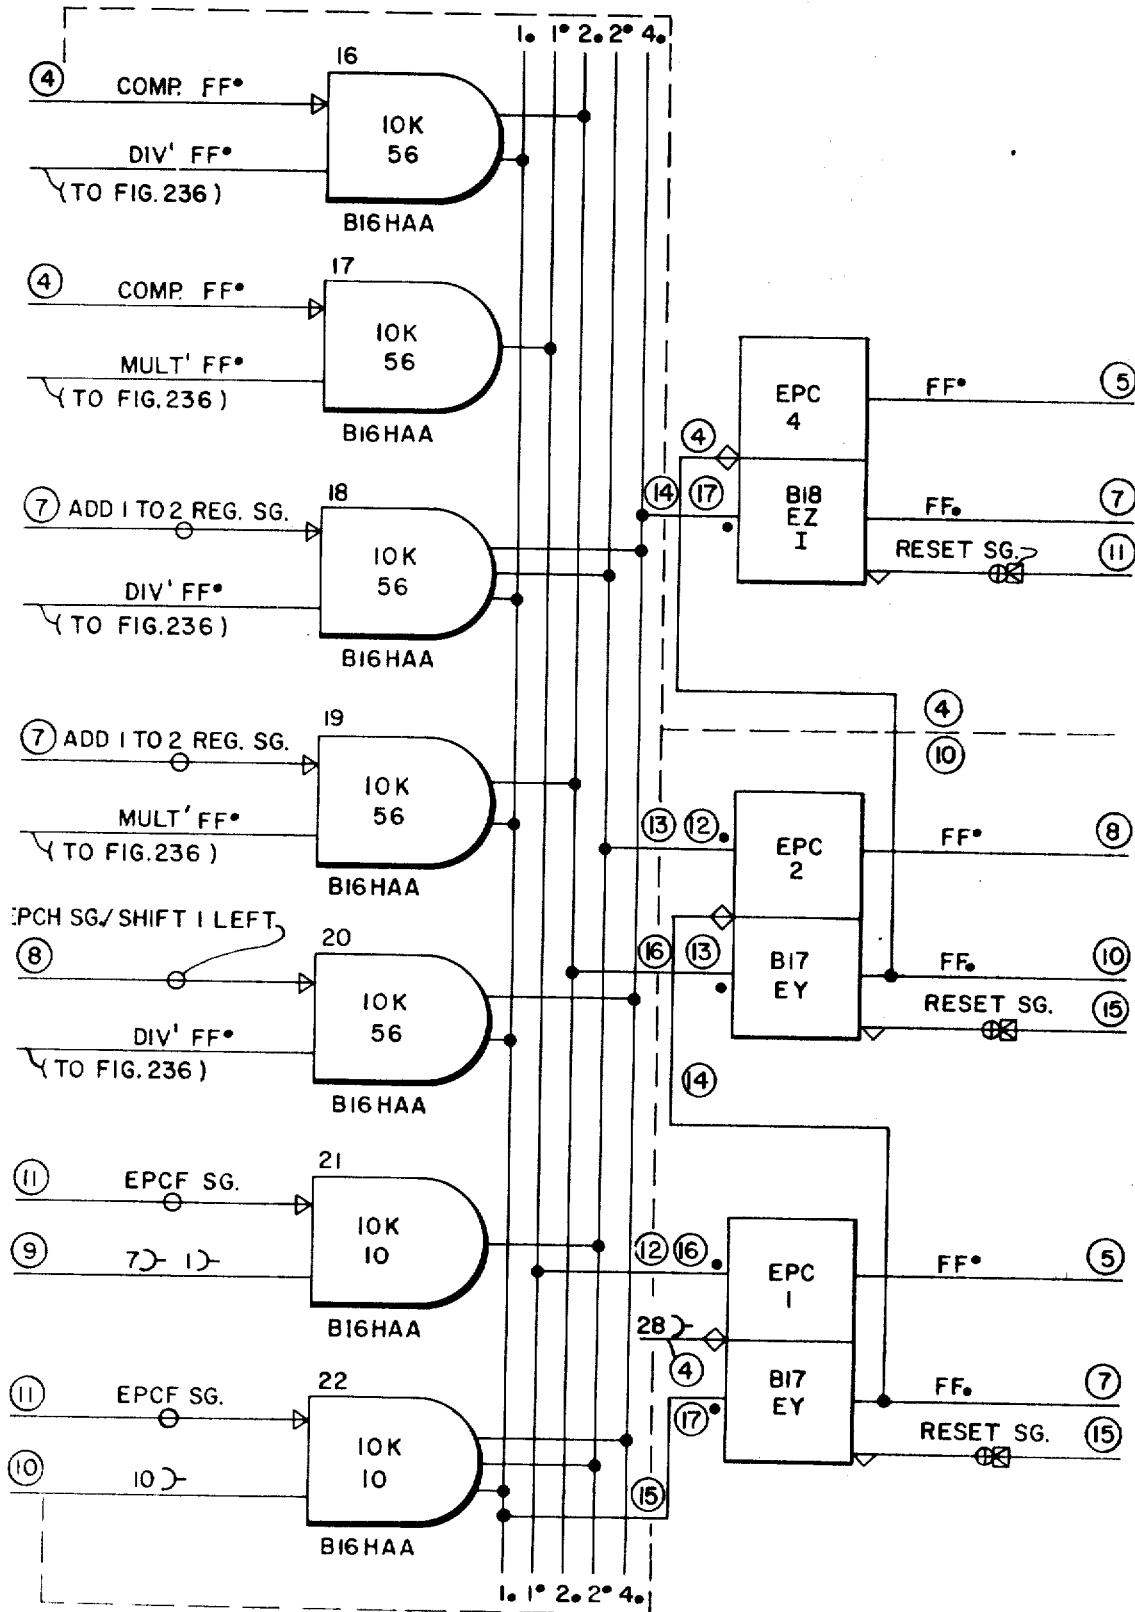 1. 1• 2. 2• 4.
16
④ COMP. FF•
10K
56
DIV' FF•
(TO FIG. 236)
B16HAA
17
④ COMP. FF•
10K
56
MULT' FF•
(TO FIG. 236)
B16HAA
18
⑦ ADD 1 TO 2 REG. SG.
10K
56
DIV' FF•
(TO FIG. 236)
B16HAA
19
⑦ ADD 1 TO 2 REG. SG.
10K
56
MULT' FF•
(TO FIG. 236)
B16HAA
EPCH SG./SHIFT 1 LEFT
20
⑧
10K
56
DIV' FF•
(TO FIG. 236)
B16HAA
21
⑪ EPCF SG.
10K
10
⑨ 7 1
B16HAA
22
⑪ EPCF SG.
10K
10
⑩ 10
B16HAA
1. 1• 2. 2• 4.
EPC
4
FF• ⑤
④
⑭ ⑰
B18
EZ
I
FF. ⑦
RESET SG. ⑪
④
⑩
⑬ ⑫
EPC
2
FF• ⑧
⑯ ⑬
B17
EY
FF. ⑩
RESET SG. ⑮
⑭
⑫ ⑯
EPC
1
FF• ⑤
28
④
B17
EY
FF. ⑦
⑰
RESET SG. ⑮
⑮